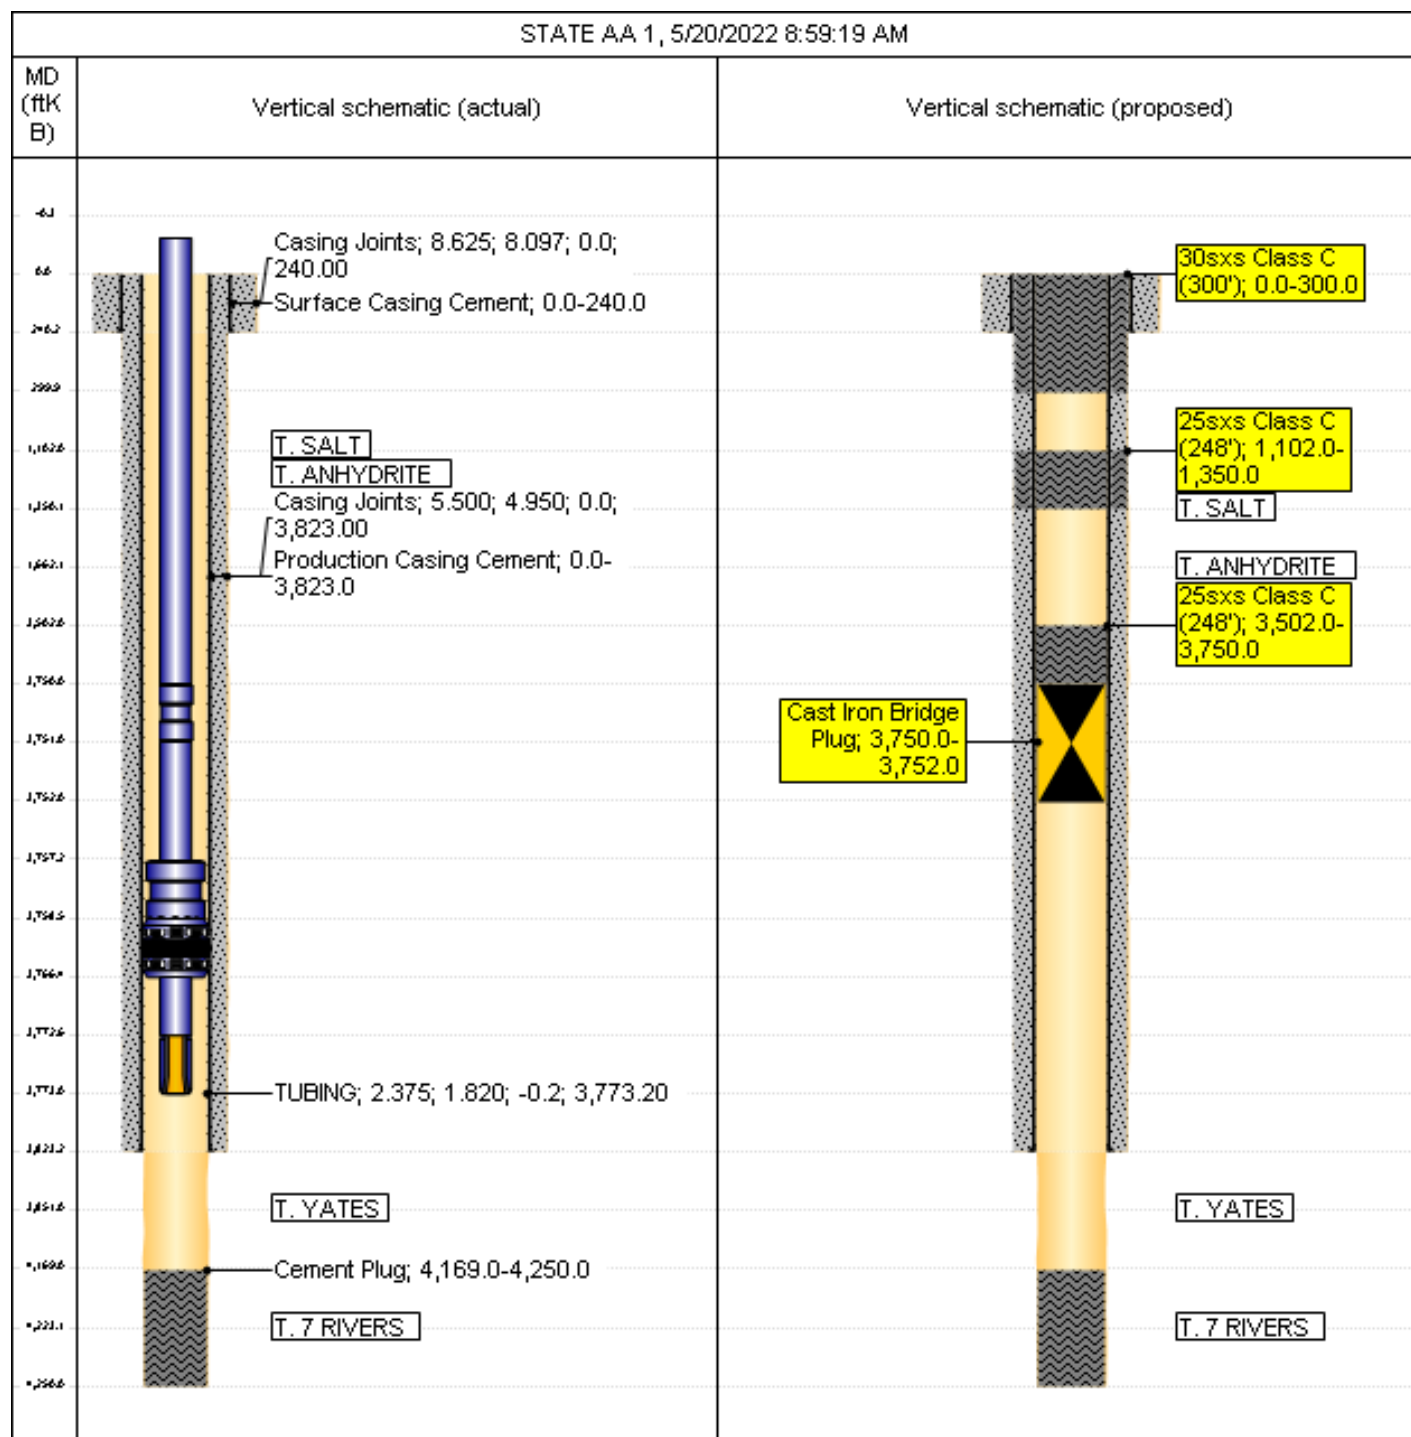 STATE AA 1, 5/20/2022 8:59:19 AM
MD
(ftK
B)
Vertical schematic (actual)
Vertical schematic (proposed)
Casing Joints; 8.625; 8.097; 0.0;
240.00
Surface Casing Cement; 0.0-240.0
T. SALT
T. ANHYDRITE
Casing Joints; 5.500; 4.950; 0.0;
3,823.00
Production Casing Cement; 0.0-
3,823.0
TUBING; 2.375; 1.820; -0.2; 3,773.20
T. YATES
Cement Plug; 4,169.0-4,250.0
T. 7 RIVERS
30sxs Class C
(300'); 0.0-300.0
25sxs Class C
(248'); 1,102.0-
1,350.0
T. SALT
T. ANHYDRITE
25sxs Class C
(248'); 3,502.0-
3,750.0
Cast Iron Bridge
Plug; 3,750.0-
3,752.0
T. YATES
T. 7 RIVERS